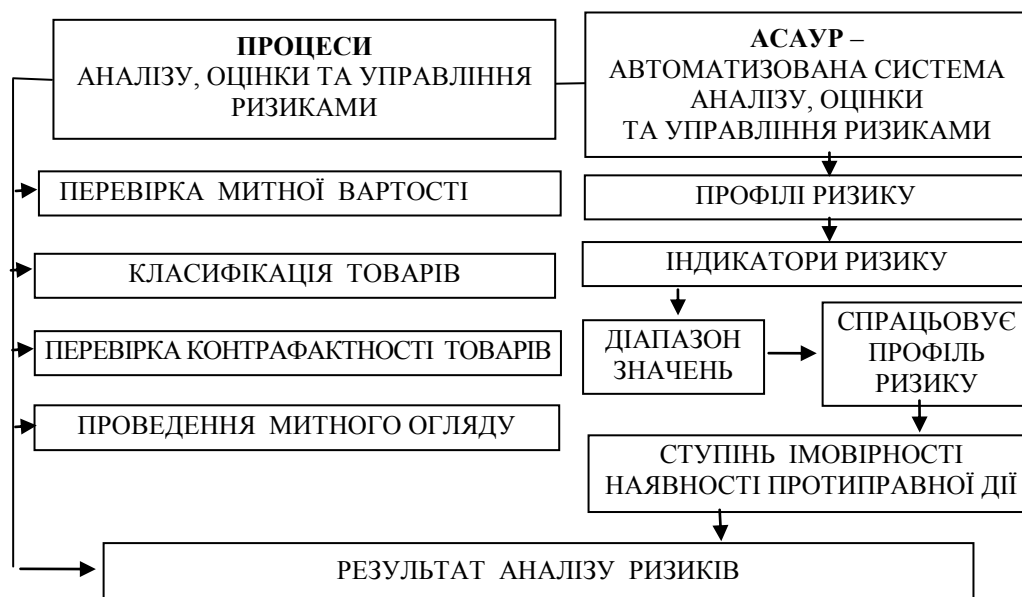 ПРОЦЕСИ
АНАЛІЗУ, ОЦІНКИ ТА УПРАВЛІННЯ
РИЗИКАМИ
АСАУР –
АВТОМАТИЗОВАНА СИСТЕМА
АНАЛІЗУ, ОЦІНКИ
ТА УПРАВЛІННЯ РИЗИКАМИ
ПЕРЕВІРКА МИТНОЇ ВАРТОСТІ
ПРОФІЛІ РИЗИКУ
КЛАСИФІКАЦІЯ ТОВАРІВ
ІНДИКАТОРИ РИЗИКУ
ПЕРЕВІРКА КОНТРАФАКТНОСТІ ТОВАРІВ
ДІАПАЗОН
ЗНАЧЕНЬ
СПРАЦЬОВУЄ
ПРОФІЛЬ
РИЗИКУ
ПРОВЕДЕННЯ МИТНОГО ОГЛЯДУ
СТУПІНЬ ІМОВІРНОСТІ
НАЯВНОСТІ ПРОТИПРАВНОЇ ДІЇ
РЕЗУЛЬТАТ АНАЛІЗУ РИЗИКІВ